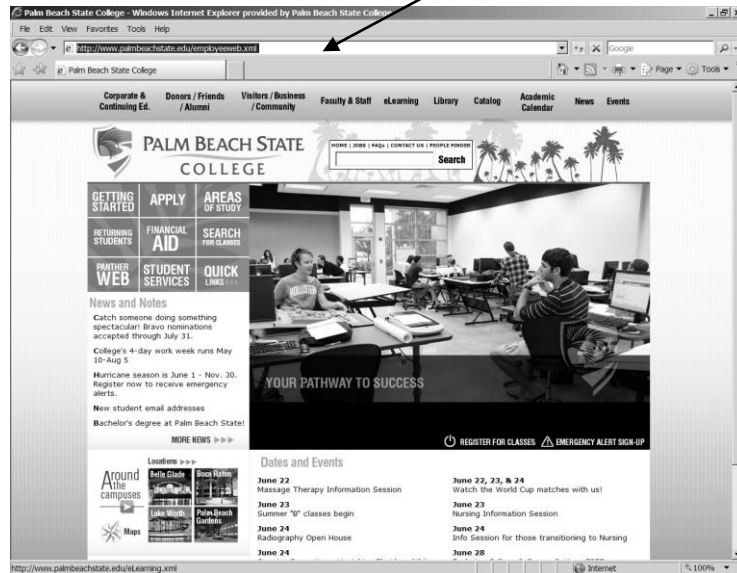 Palm Beach State College - Windows Internet Explorer provided by Palm Beach State College
File Edit View Favorites Tools Help
http://www.palmbeachstate.edu/employeeweb.xml
Google
Palm Beach State College
Page Tools
Corporate & Continuing Ed.
Donors / Friends / Alumni
Visitors / Business / Community
Faculty & Staff
eLearning
Library
Catalog
Academic Calendar
News
Events
PALM BEACH STATE
COLLEGE
HOME | JOBS | FAQs | CONTACT US | PEOPLE FINDER
Search
GETTING STARTED
APPLY
AREAS OF STUDY
RETURNING STUDENTS
FINANCIAL AID
SEARCH FOR CLASSES
PANTHER WEB
STUDENT SERVICES
QUICK LINKS >>>
HOLLISTER
News and Notes
Catch someone doing something
spectacular! Bravo nominations
accepted through July 31.
College's 4-day work week runs May
10-Aug 5
Hurricane season is June 1 - Nov. 30.
Register now to receive emergency
alerts.
New student email addresses
Bachelor's degree at Palm Beach State!
MORE NEWS
YOUR PATHWAY TO SUCCESS
REGISTER FOR CLASSES
EMERGENCY ALERT SIGN-UP
Around the campuses
Maps
Locations
Belle Glade
Boca Raton
Lake Worth
Palm Beach Gardens
Dates and Events
June 22
Massage Therapy Information Session
June 23
Summer "B" classes begin
June 24
Radiography Open House
June 24
June 22, 23, & 24
Watch the World Cup matches with us!
June 23
Nursing Information Session
June 24
Info Session for those transitioning to Nursing
June 28
http://www.palmbeachstate.edu/eLearning.xml
Internet
100%